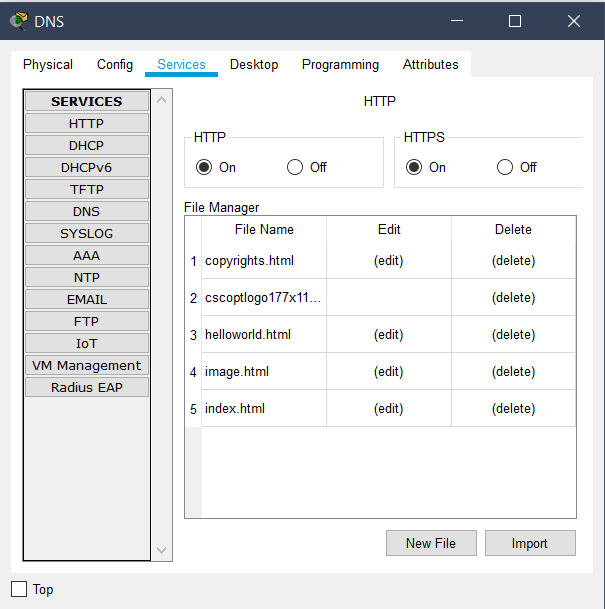 DNS
Physical Config Services Desktop Programming Attributes
SERVICES
HTTP
DHCP
DHCPv6
TFTP
DNS
SYSLOG
AAA
NTP
EMAIL
FTP
IoT
VM Management
Radius EAP
HTTP
HTTP
On Off
HTTPS
On Off
File Manager
File Name Edit Delete
1 copyrights.html (edit) (delete)
2 cscoptlogo177x11... (delete)
3 helloworld.html (edit) (delete)
4 image.html (edit) (delete)
5 index.html (edit) (delete)
New File Import
Top